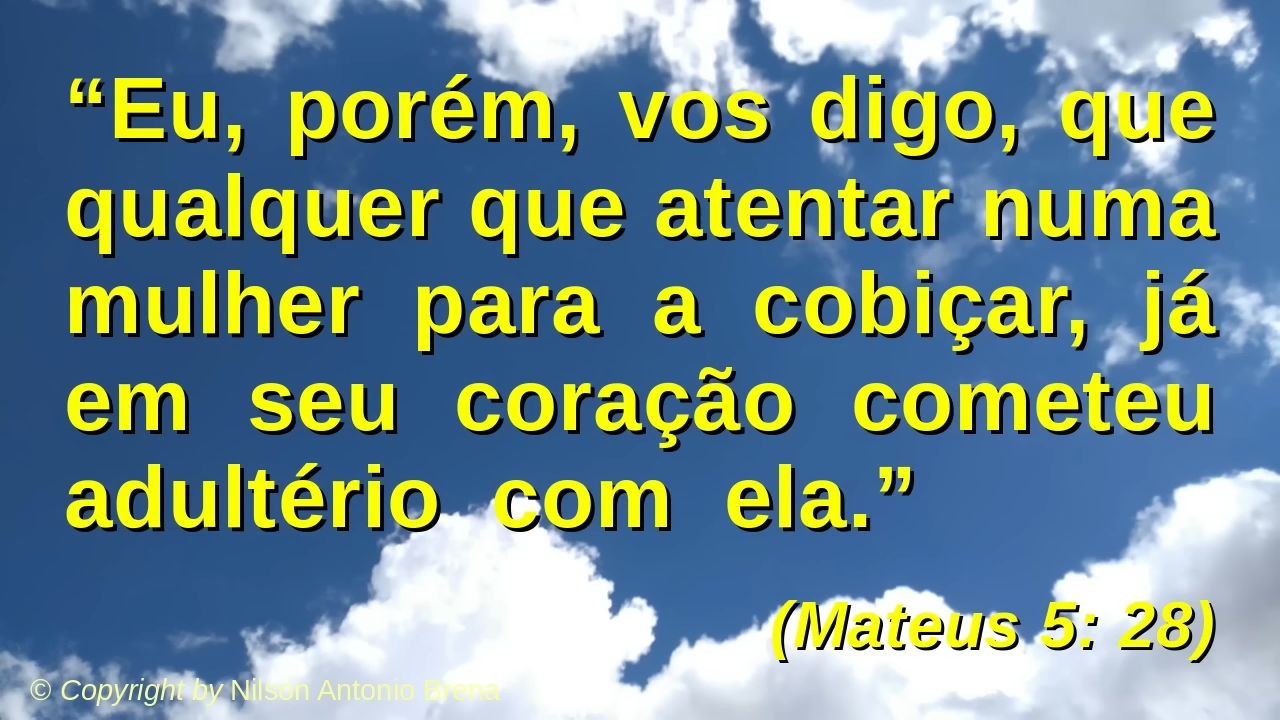 “Eu, porém, vos digo, que
qualquer que atentar numa
mulher para a cobiçar, já
em seu coração cometeu
adultério com ela.”
(Mateus 5: 28)
© Copyright by Nilson Antonio Brena